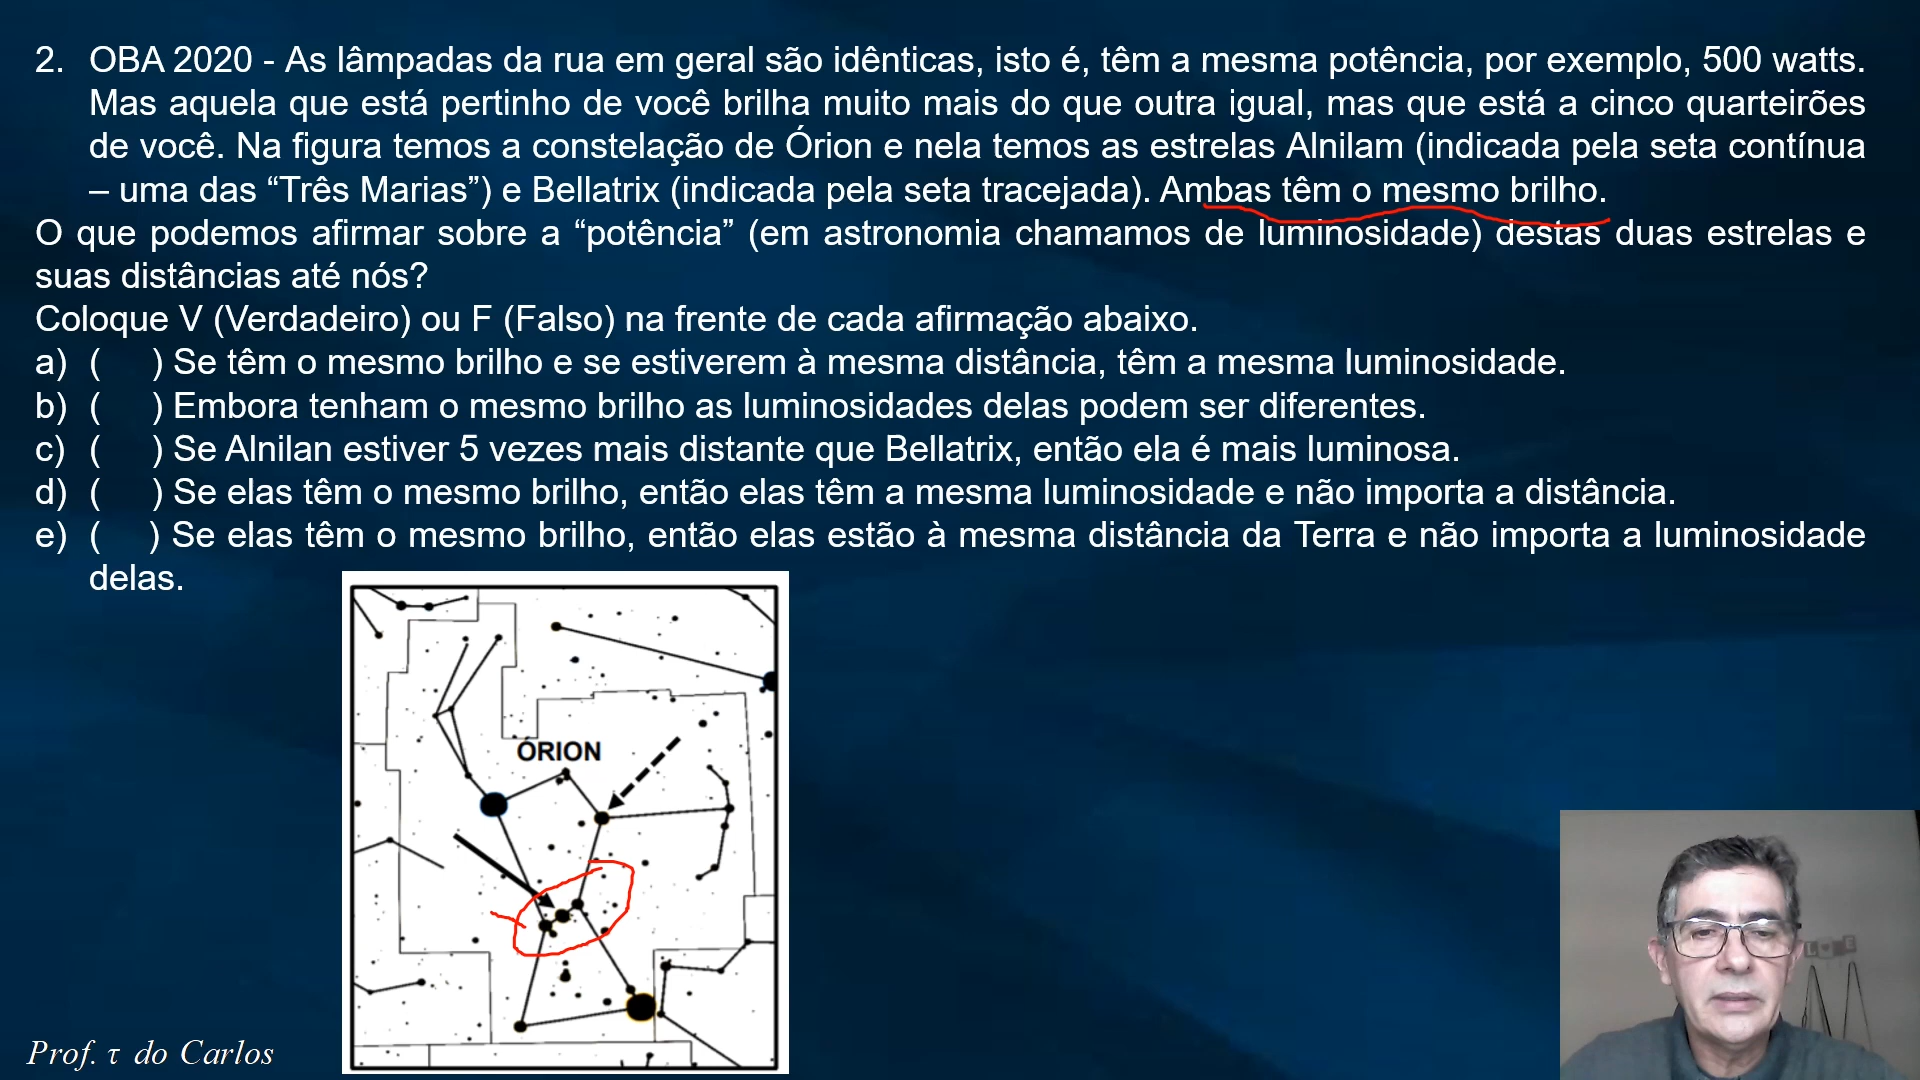 2. OBA 2020 - As lâmpadas da rua em geral são idênticas, isto é, têm a mesma potência, por exemplo, 500 watts.
Mas aquela que está pertinho de você brilha muito mais do que outra igual, mas que está a cinco quarteirões
de você. Na figura temos a constelação de Órion e nela temos as estrelas Alnilam (indicada pela seta contínua
– uma das “Três Marias”) e Bellatrix (indicada pela seta tracejada). Ambas têm o mesmo brilho.
O que podemos afirmar sobre a “potência” (em astronomia chamamos de luminosidade) destas duas estrelas e
suas distâncias até nós?
Coloque V (Verdadeiro) ou F (Falso) na frente de cada afirmação abaixo.
a) ( ) Se têm o mesmo brilho e se estiverem à mesma distância, têm a mesma luminosidade.
b) ( ) Embora tenham o mesmo brilho as luminosidades delas podem ser diferentes.
c) ( ) Se Alnilan estiver 5 vezes mais distante que Bellatrix, então ela é mais luminosa.
d) ( ) Se elas têm o mesmo brilho, então elas têm a mesma luminosidade e não importa a distância.
e) ( ) Se elas têm o mesmo brilho, então elas estão à mesma distância da Terra e não importa a luminosidade
delas.
ÓRION
Prof. τ do Carlos